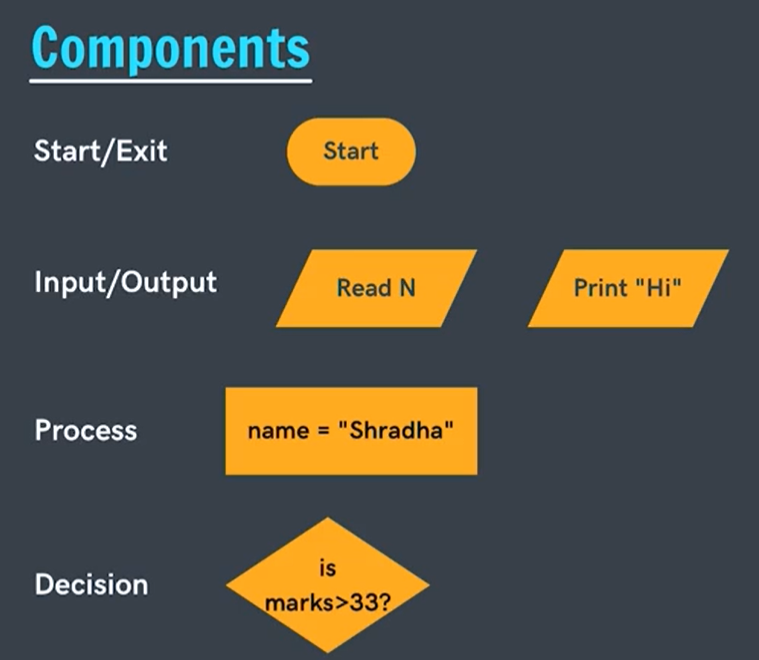 Components
Start/Exit
Start
Input/Output
Read N
Print "Hi"
Process
name = "Shradha"
Decision
is
marks>33?